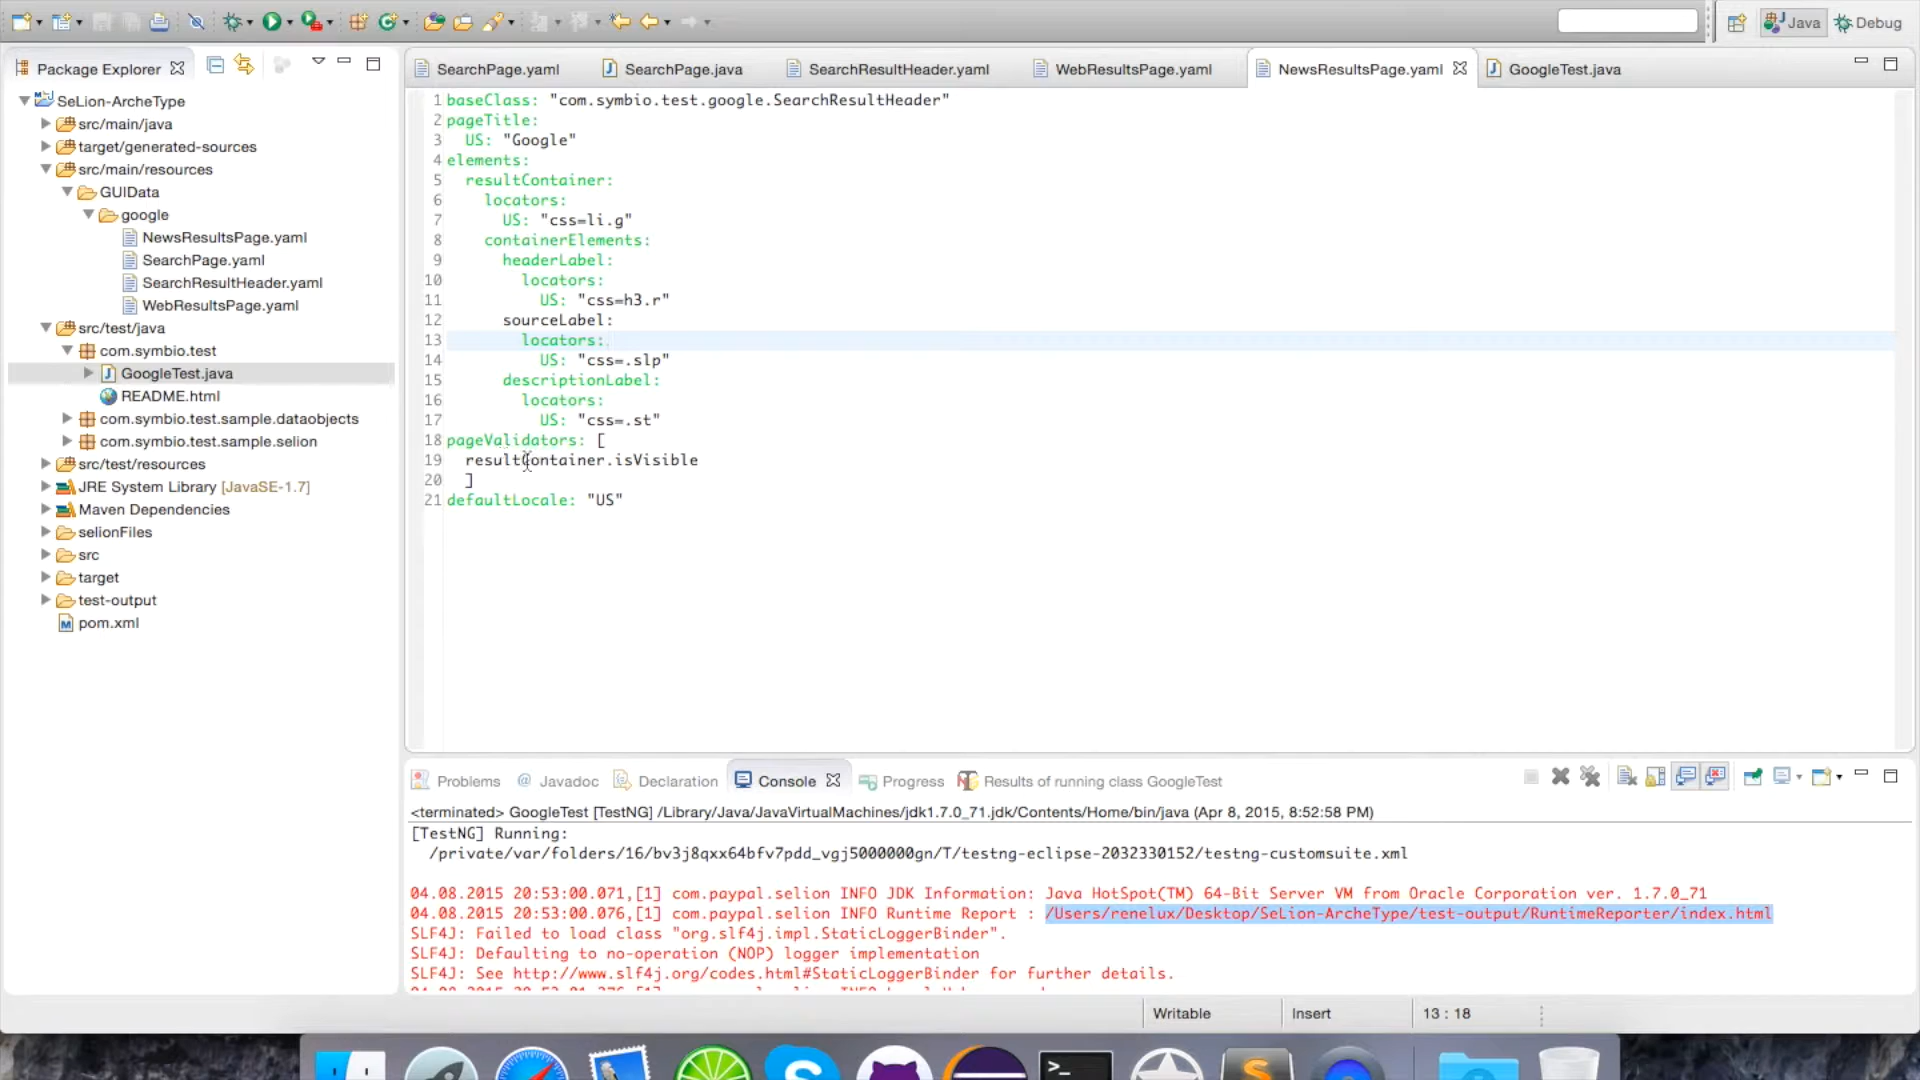 Java
Debug
Package Explorer
SearchPage.yaml
SearchPage.java
SearchResultHeader.yaml
WebResultsPage.yaml
NewsResultsPage.yaml
GoogleTest.java
SeLion-ArcheType
src/main/java
target/generated-sources
src/main/resources
GUIData
google
NewsResultsPage.yaml
SearchPage.yaml
SearchResultHeader.yaml
WebResultsPage.yaml
src/test/java
com.symbio.test
GoogleTest.java
README.html
com.symbio.test.sample.dataobjects
com.symbio.test.sample.selion
src/test/resources
JRE System Library [JavaSE-1.7]
Maven Dependencies
selionFiles
src
target
test-output
pom.xml
1 baseClass: "com.symbio.test.google.SearchResultHeader"
2 pageTitle:
3 US: "Google"
4 elements:
5 resultContainer:
6 locators:
7 US: "css=li.g"
8 containerElements:
9 headerLabel:
10 locators:
11 US: "css=h3.r"
12 sourceLabel:
13 locators:
14 US: "css=.slp"
15 descriptionLabel:
16 locators:
17 US: "css=.st"
18 pageValidators: [
19 resultContainer.isVisible
20 ]
21 defaultLocale: "US"
Problems
@ Javadoc
Declaration
Console
Progress
Results of running class GoogleTest
<terminated> GoogleTest [TestNG] /Library/Java/JavaVirtualMachines/jdk1.7.0_71.jdk/Contents/Home/bin/java (Apr 8, 2015, 8:52:58 PM)
[TestNG] Running:
/private/var/folders/16/bv3j8qxx64bfv7pdd_vgj5000000gn/T/testng-eclipse-2032330152/testng-customsuite.xml
04.08.2015 20:53:00.071,[1] com.paypal.selion INFO JDK Information: Java HotSpot(TM) 64-Bit Server VM from Oracle Corporation ver. 1.7.0_71
04.08.2015 20:53:00.076,[1] com.paypal.selion INFO Runtime Report : /Users/renelux/Desktop/SeLion-ArcheType/test-output/RuntimeReporter/index.html
SLF4J: Failed to load class "org.slf4j.impl.StaticLoggerBinder".
SLF4J: Defaulting to no-operation (NOP) logger implementation
SLF4J: See http://www.slf4j.org/codes.html#StaticLoggerBinder for further details.
Writable
Insert
13 : 18